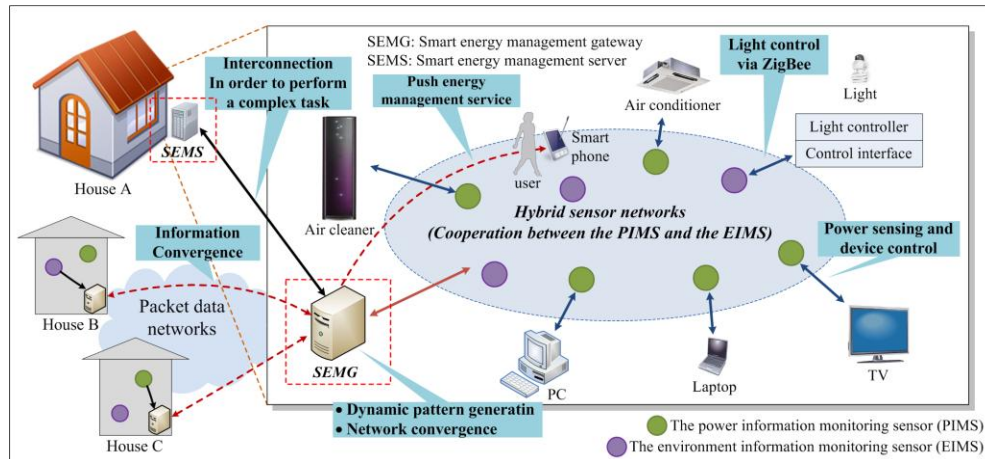 SEMG: Smart energy management gateway
SEMS: Smart energy management server
Interconnection
In order to perform
a complex task
Push energy
management service
Light control
via ZigBee
Air conditioner
Light
Light controller
Control interface
SEMS
House A
Smart
phone
user
Air cleaner
Hybrid sensor networks
(Cooperation between the PIMS and the EIMS)
Information
Convergence
Power sensing and
device control
House B
Packet data
networks
SEMG
PC
Laptop
TV
House C
• Dynamic pattern generatin
• Network convergence
The power information monitoring sensor (PIMS)
The environment information monitoring sensor (EIMS)